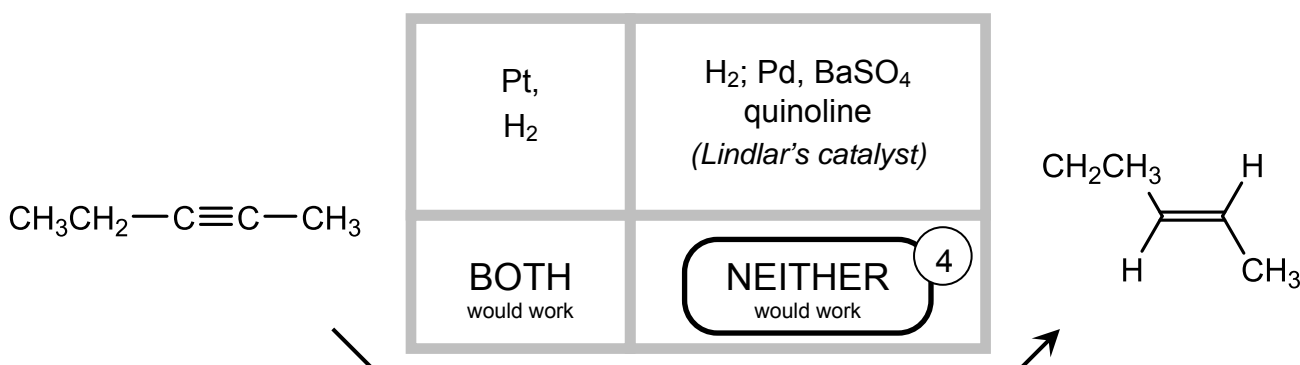 CH₃CH₂—C≡C—CH₃
Pt,
H₂
H₂; Pd, BaSO₄
quinoline
(Lindlar's catalyst)
BOTH
would work
NEITHER
would work
4
CH₂CH₃
H
H
CH₃